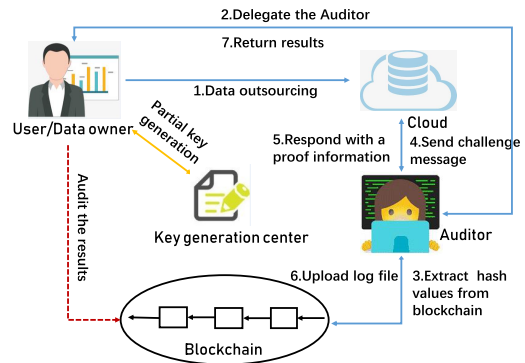 2.Delegate the Auditor
7.Return results
1.Data outsourcing
User/Data owner
Cloud
Partial key
generation
5.Respond with a
proof information
4.Send challenge
message
Audit the results
Key generation center
Auditor
6.Upload log file
3.Extract hash
values from
blockchain
Blockchain